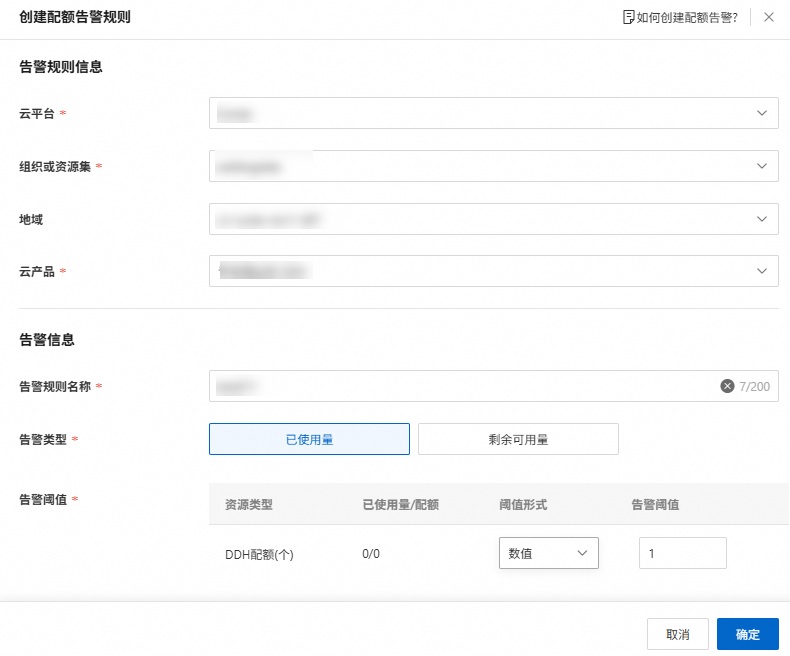 创建配额告警规则 如何创建配额告警?
告警规则信息
云平台 *
组织或资源集 *
地域
云产品 *
告警信息
告警规则名称 * 7/200
告警类型 * 已使用量 剩余可用量
告警阈值 * 资源类型 已使用量/配额 阈值形式 告警阈值
DDH配额(个) 0/0 数值 1
取消 确定